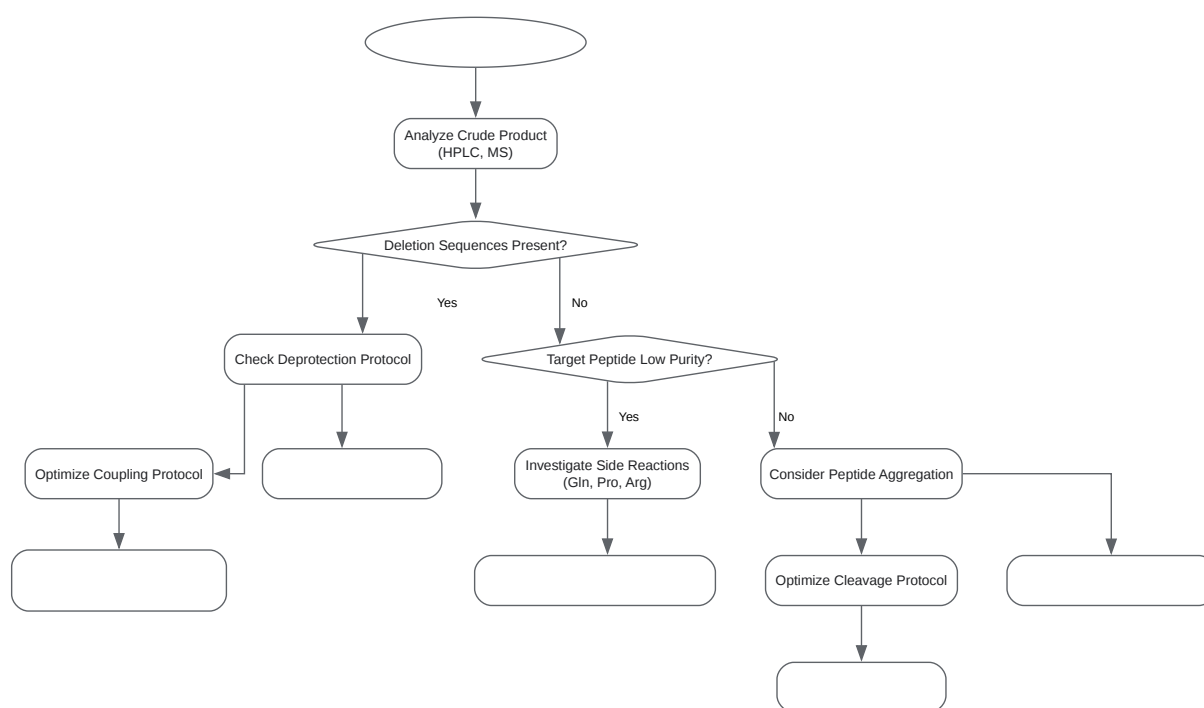 Analyze Crude Product
(HPLC, MS)
Deletion Sequences Present?
Yes
No
Check Deprotection Protocol
Target Peptide Low Purity?
Yes
No
Optimize Coupling Protocol
Investigate Side Reactions
(Gln, Pro, Arg)
Consider Peptide Aggregation
Optimize Cleavage Protocol